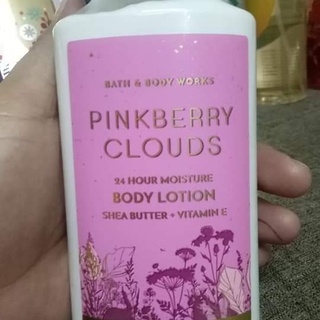 BATH & BODY WORKS
PINKBERRY
CLOUDS
24 HOUR MOISTURE
BODY LOTION
SHEA BUTTER + VITAMIN E